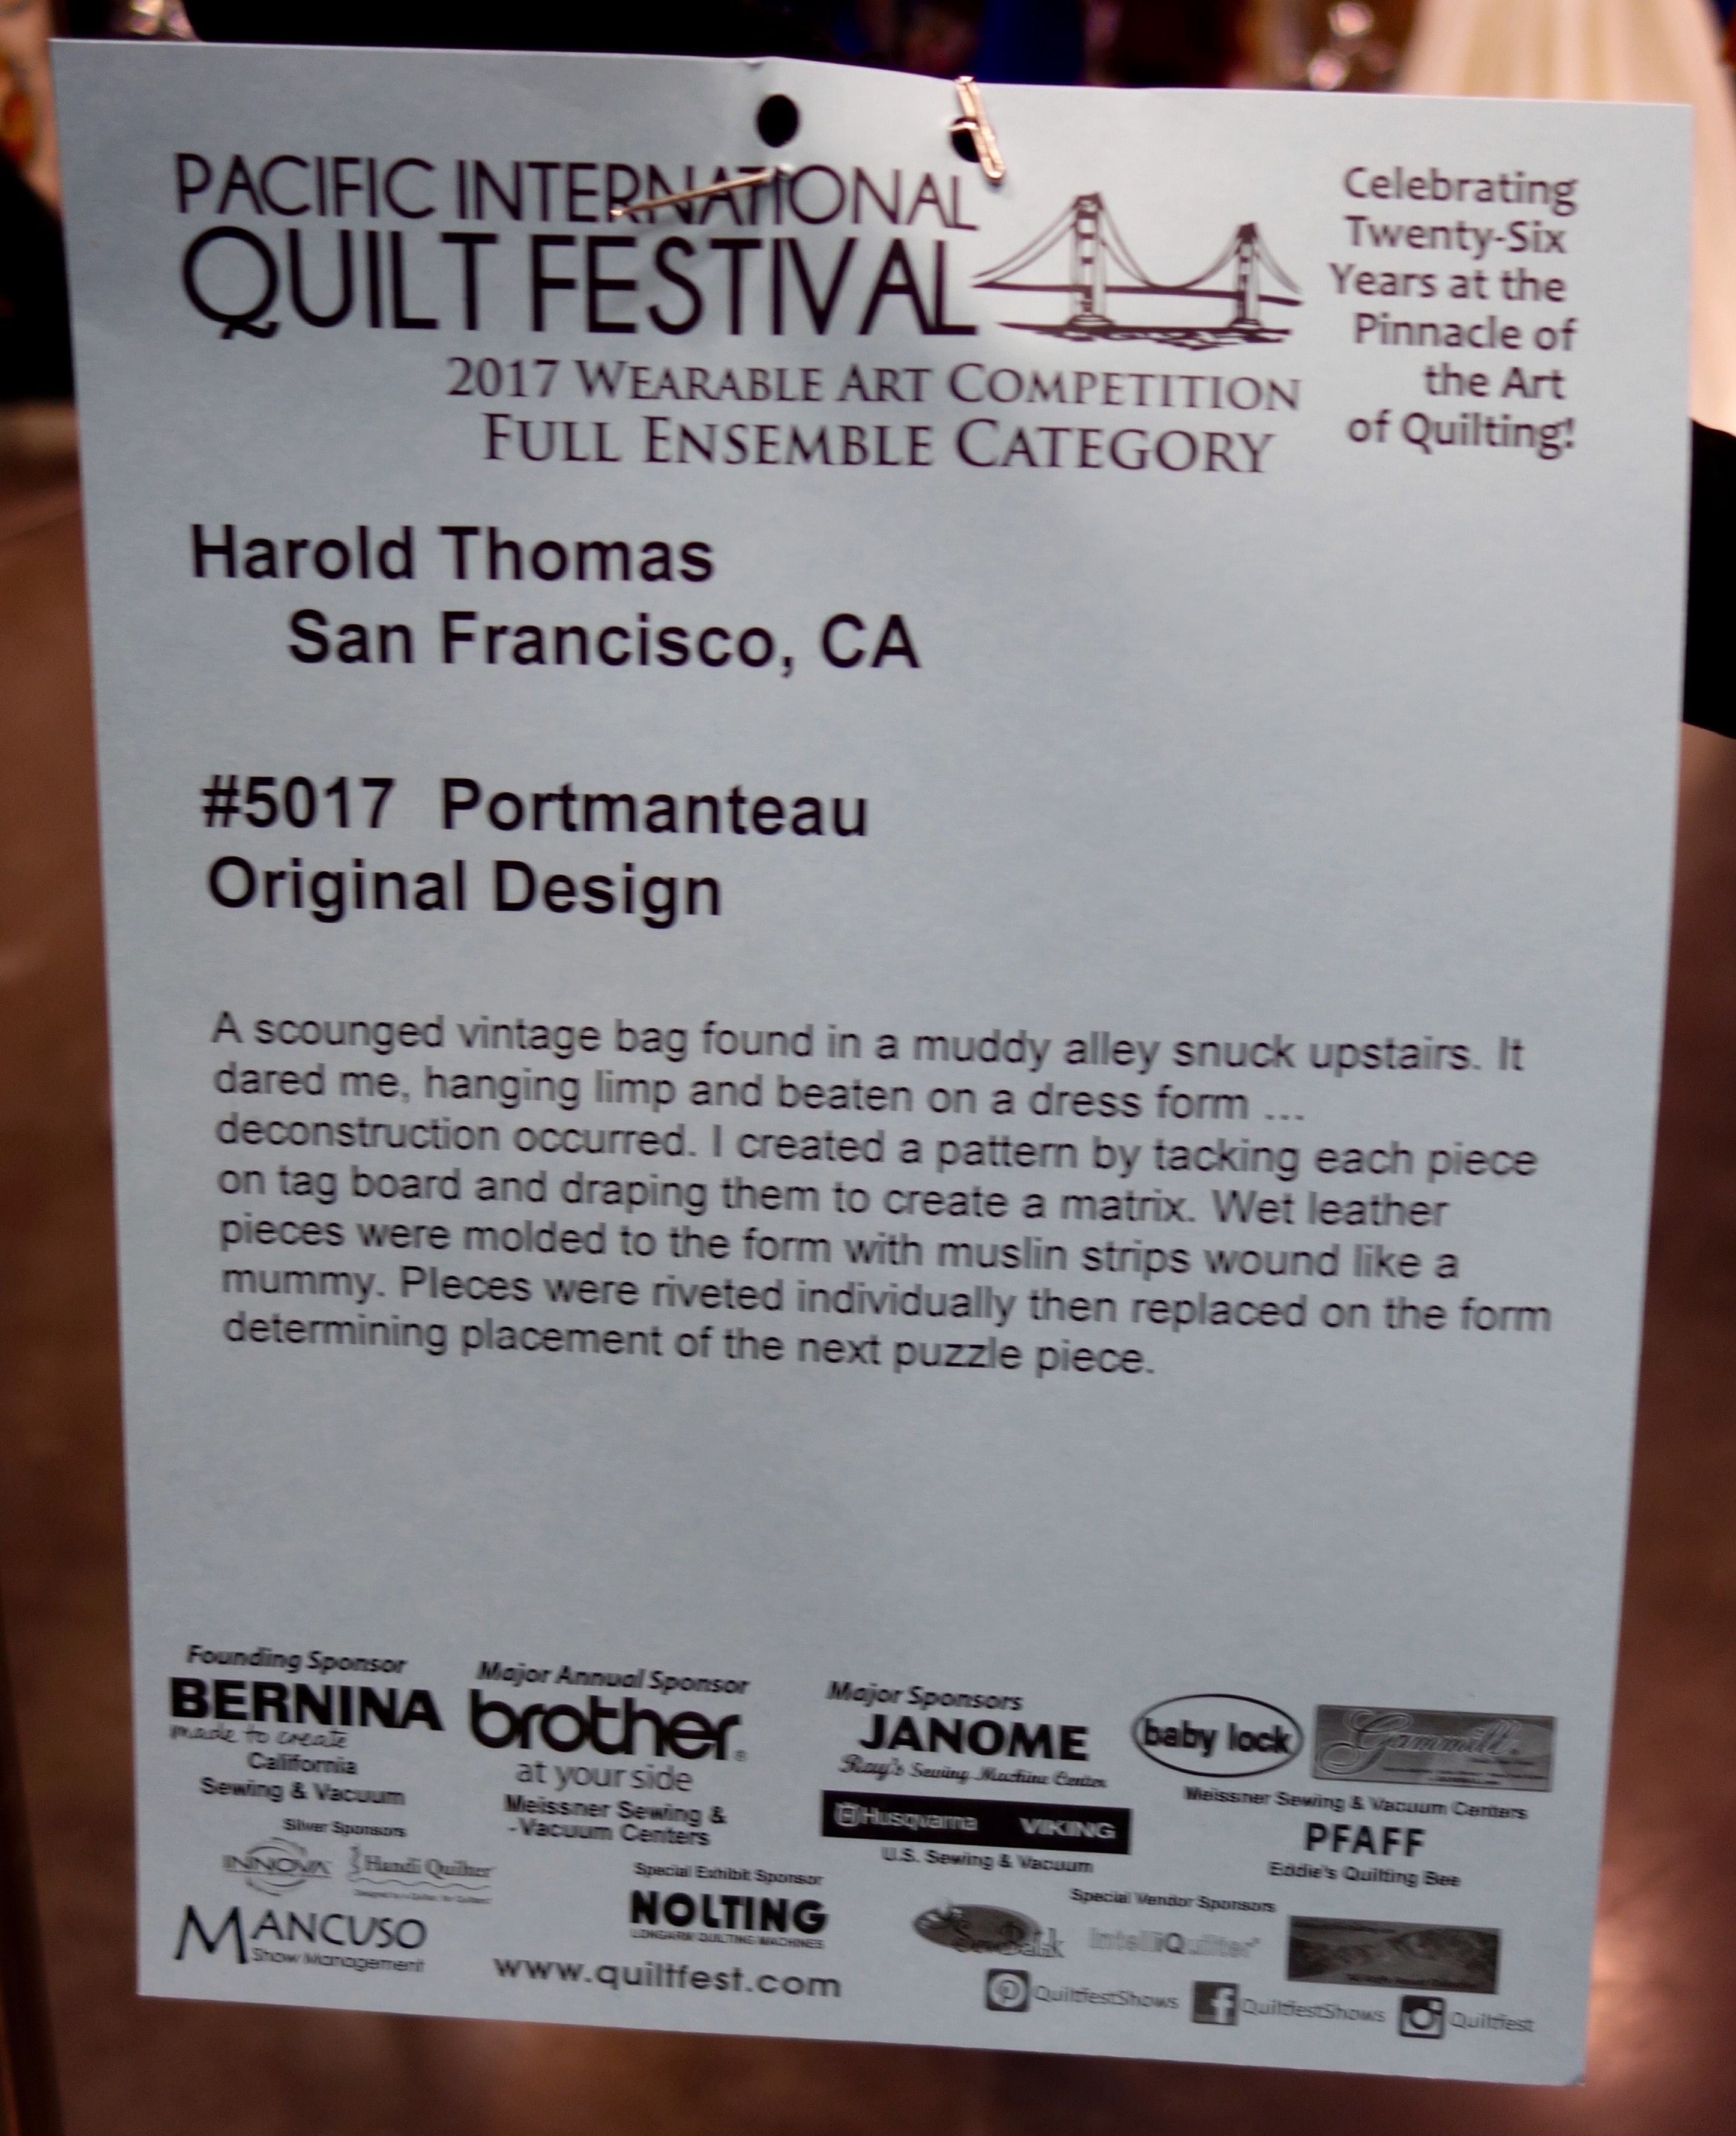 PACIFIC INTERNATIONAL
QUILT FESTIVAL
2017 WEARABLE ART COMPETITION
FULL ENSEMBLE CATEGORY
Celebrating
Twenty-Six
Years at the
Pinnacle of
the Art
of Quilting!
Harold Thomas
San Francisco, CA
#5017 Portmanteau
Original Design
A scounged vintage bag found in a muddy alley snuck upstairs. It
dared me, hanging limp and beaten on a dress form ...
deconstruction occurred. I created a pattern by tacking each piece
on tag board and draping them to create a matrix. Wet leather
pieces were molded to the form with muslin strips wound like a
mummy. PIeces were riveted individually then replaced on the form
determining placement of the next puzzle piece.
Founding Sponsor
BERNINA
made to create
California
Sewing & Vacuum
Major Annual Sponsor
brother®
at your side
Meissner Sewing &
-Vacuum Centers
Major Sponsors
JANOME
Ray's Sewing Machine Center
Husqvarna VIKING
U.S. Sewing & Vacuum
baby lock
Gammill
Meissner Sewing & Vacuum Centers
PFAFF
Eddie's Quilting Bee
Silver Sponsors
INNOVA
Handi Quilter
MANCUSO
Show Management
Special Exhibit Sponsor
NOLTING
LONGARM QUILTING MACHINES
www.quiltfest.com
Special Vendor Sponsors
IntelliQuilter
QuiltfestShows
QuiltfestShows
Quiltfest